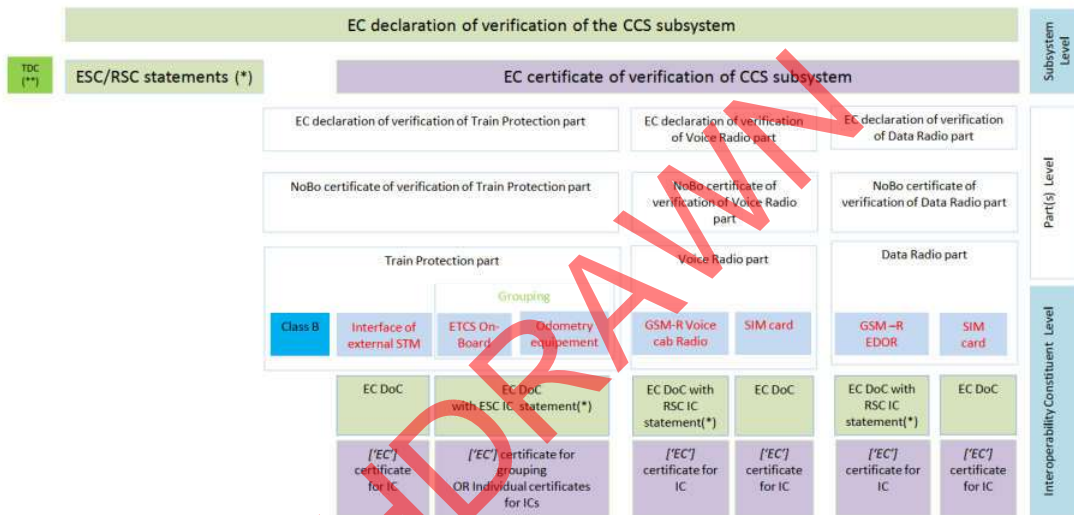 EC declaration of verification of the CCS subsystem
Subsystem
Level
TDC
(**)
ESC/RSC statements (*)
EC certificate of verification of CCS subsystem
EC declaration of verification of Train Protection part
EC declaration of verification
of Voice Radio part
EC declaration of verification
of Data Radio part
Part(s) Level
NoBo certificate of verification of Train Protection part
NoBo certificate of
verification of Voice Radio
part
NoBo certificate of
verification of Data Radio part
Train Protection part
Voice Radio part
Data Radio part
Grouping
Class B
Interface of
external STM
ETCS On-
Board
Odometry
equipement
GSM-R Voice
cab Radio
SIM card
GSM –R
EDOR
SIM
card
Interoperability Constituent Level
EC DoC
EC DoC
with ESC IC statement(*)
EC DoC with
RSC IC
statement(*)
EC DoC
EC DoC with
RSC IC
statement(*)
EC DoC
['EC']
certificate
for IC
['EC'] certificate for
grouping
OR Individual certificates
for ICs
['EC']
certificate for
IC
['EC']
certificate
for IC
['EC']
certificate for
IC
['EC']
certificate
for IC